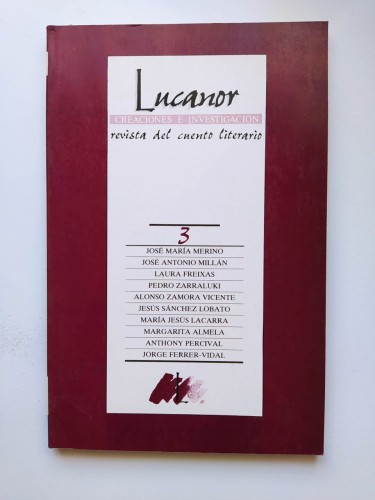 Lucanor
CREACIONES E INVESTIGACIÓN
revista del cuento literario
3
JOSÉ MARÍA MERINO
JOSÉ ANTONIO MILLÁN
LAURA FREIXAS
PEDRO ZARRALUKI
ALONSO ZAMORA VICENTE
JESÚS SÁNCHEZ LOBATO
MARÍA JESÚS LACARRA
MARGARITA ALMELA
ANTHONY PERCIVAL
JORGE FERRER-VIDAL
L